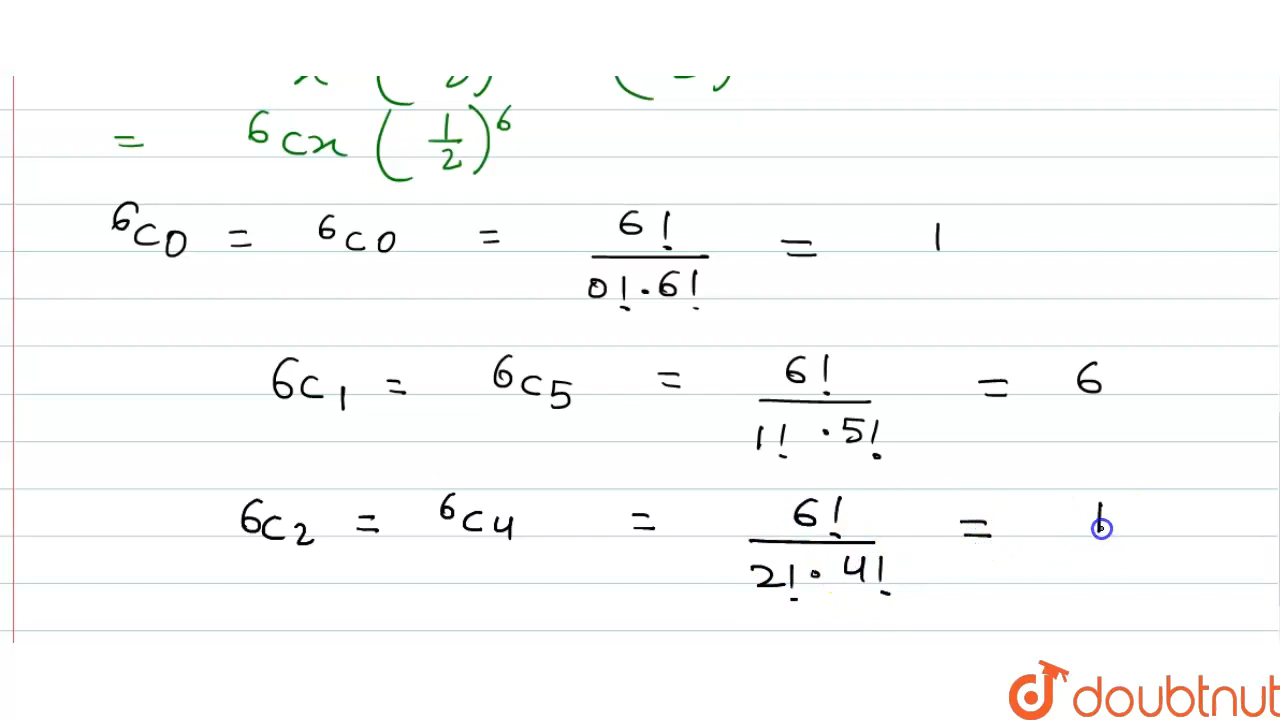 = 6Cx (1/2)^6
6C0 = 6C0 = 6!/(0!.6!) = 1
6C1 = 6C5 = 6!/(1!.5!) = 6
6C2 = 6C4 = 6!/(2!.4!) = 1
doubtnut